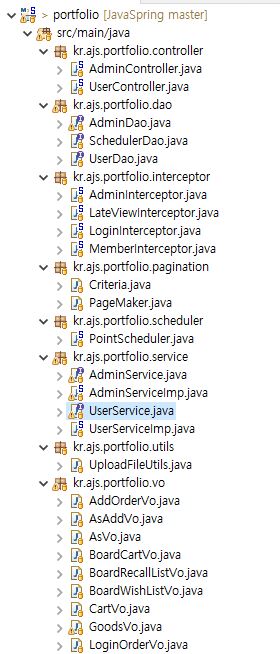 > portfolio [JavaSpring master]
src/main/java
kr.ajs.portfolio.controller
AdminController.java
UserController.java
kr.ajs.portfolio.dao
AdminDao.java
SchedulerDao.java
UserDao.java
kr.ajs.portfolio.interceptor
AdminInterceptor.java
LateViewInterceptor.java
LoginInterceptor.java
MemberInterceptor.java
kr.ajs.portfolio.pagination
Criteria.java
PageMaker.java
kr.ajs.portfolio.scheduler
PointScheduler.java
kr.ajs.portfolio.service
AdminService.java
AdminServiceImp.java
UserService.java
UserServiceImp.java
kr.ajs.portfolio.utils
UploadFileUtils.java
kr.ajs.portfolio.vo
AddOrderVo.java
AsAddVo.java
AsVo.java
BoardCartVo.java
BoardRecallListVo.java
BoardWishListVo.java
CartVo.java
GoodsVo.java
LoginOrderVo.java